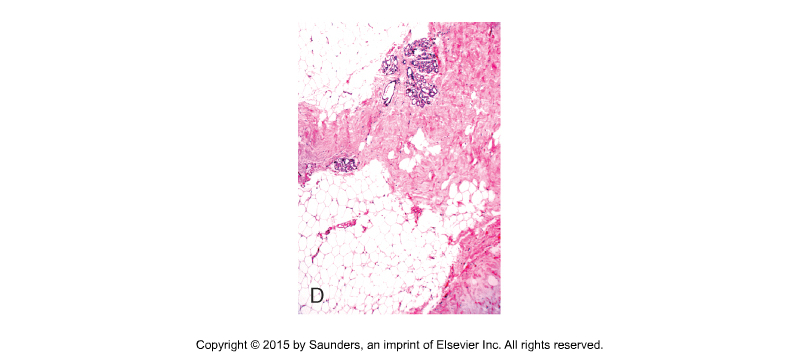 D
Copyright © 2015 by Saunders, an imprint of Elsevier Inc. All rights reserved.